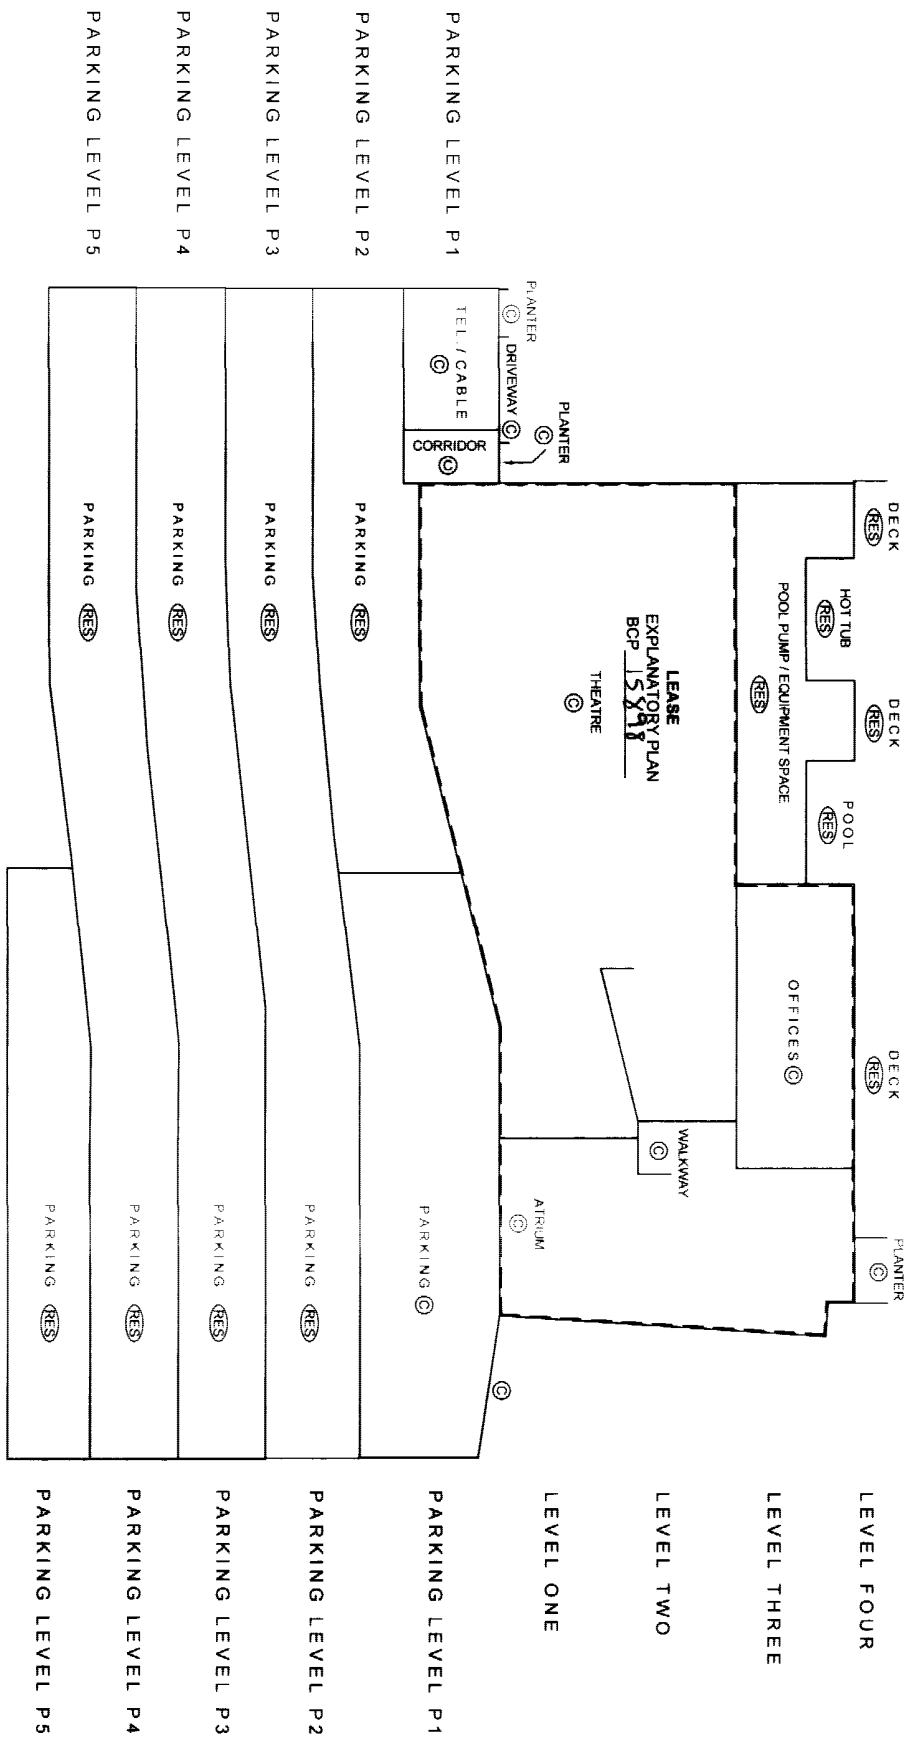 DECK
RES
HOT TUB
RES
DECK
RES
POOL
RES
DECK
RES
PLANTER
C
LEVEL FOUR
POOL PUMP / EQUIPMENT SPACE
RES
OFFICES C
LEVEL THREE
LEASE
EXPLANATORY PLAN
BCP 15898
THEATRE
C
WALKWAY
C
LEVEL TWO
PLANTER
C
PLANTER
C
DRIVEWAY C
ATRIUM
C
LEVEL ONE
C
PARKING LEVEL P1
TEL. / CABLE
C
CORRIDOR
C
PARKING C
PARKING LEVEL P1
PARKING LEVEL P2
PARKING RES
PARKING RES
PARKING LEVEL P2
PARKING LEVEL P3
PARKING RES
PARKING RES
PARKING LEVEL P3
PARKING LEVEL P4
PARKING RES
PARKING RES
PARKING LEVEL P4
PARKING LEVEL P5
PARKING RES
PARKING RES
PARKING LEVEL P5